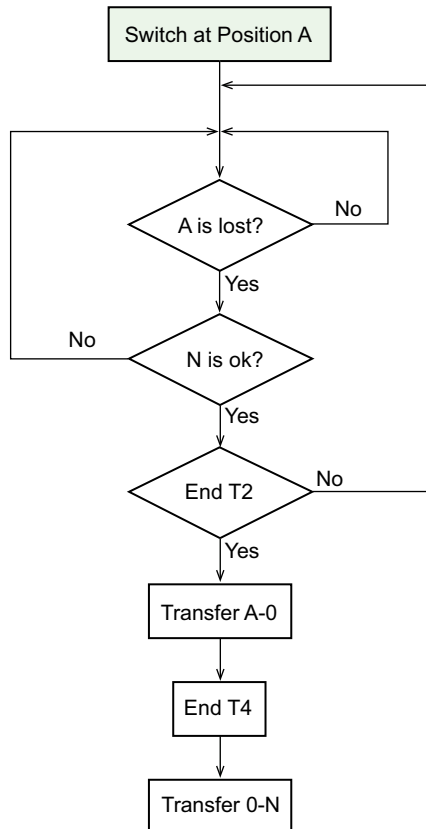 Switch at Position A
A is lost?
No
Yes
No
N is ok?
Yes
End T2
No
Yes
Transfer A-0
End T4
Transfer 0-N